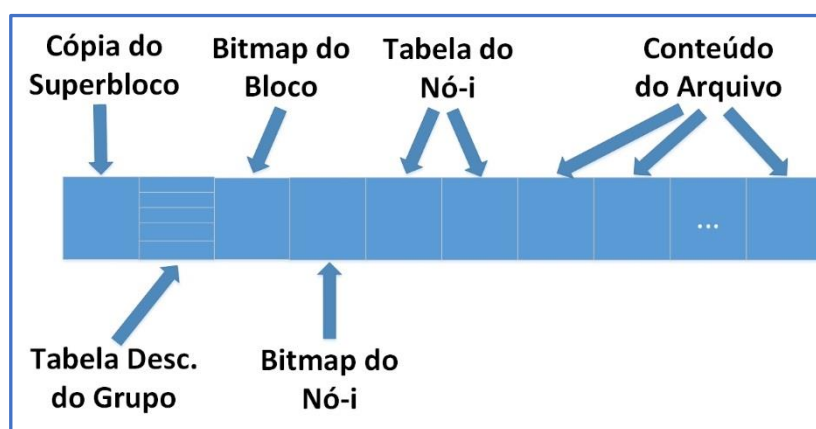 Cópia do
Superbloco
Bitmap do
Bloco
Tabela do
Nó-i
Conteúdo
do Arquivo
...
Tabela Desc.
do Grupo
Bitmap do
Nó-i